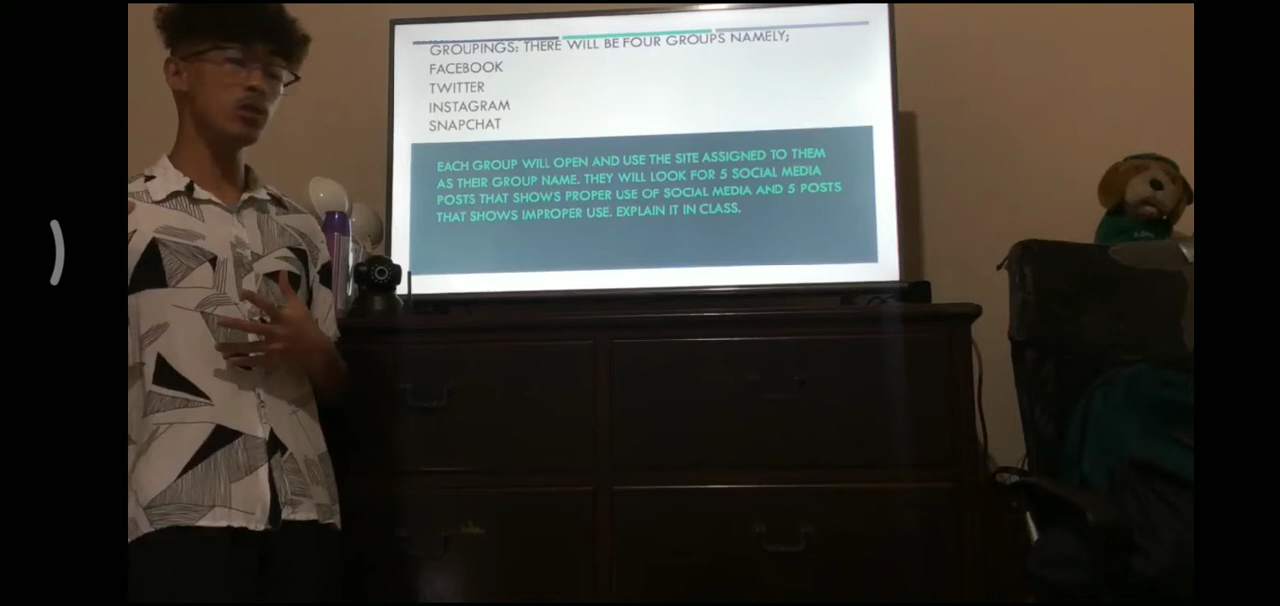 GROUPINGS: THERE WILL BE FOUR GROUPS NAMELY;
FACEBOOK
TWITTER
INSTAGRAM
SNAPCHAT
EACH GROUP WILL OPEN AND USE THE SITE ASSIGNED TO THEM
AS THEIR GROUP NAME. THEY WILL LOOK FOR 5 SOCIAL MEDIA
POSTS THAT SHOWS PROPER USE OF SOCIAL MEDIA AND 5 POSTS
THAT SHOWS IMPROPER USE. EXPLAIN IT IN CLASS.